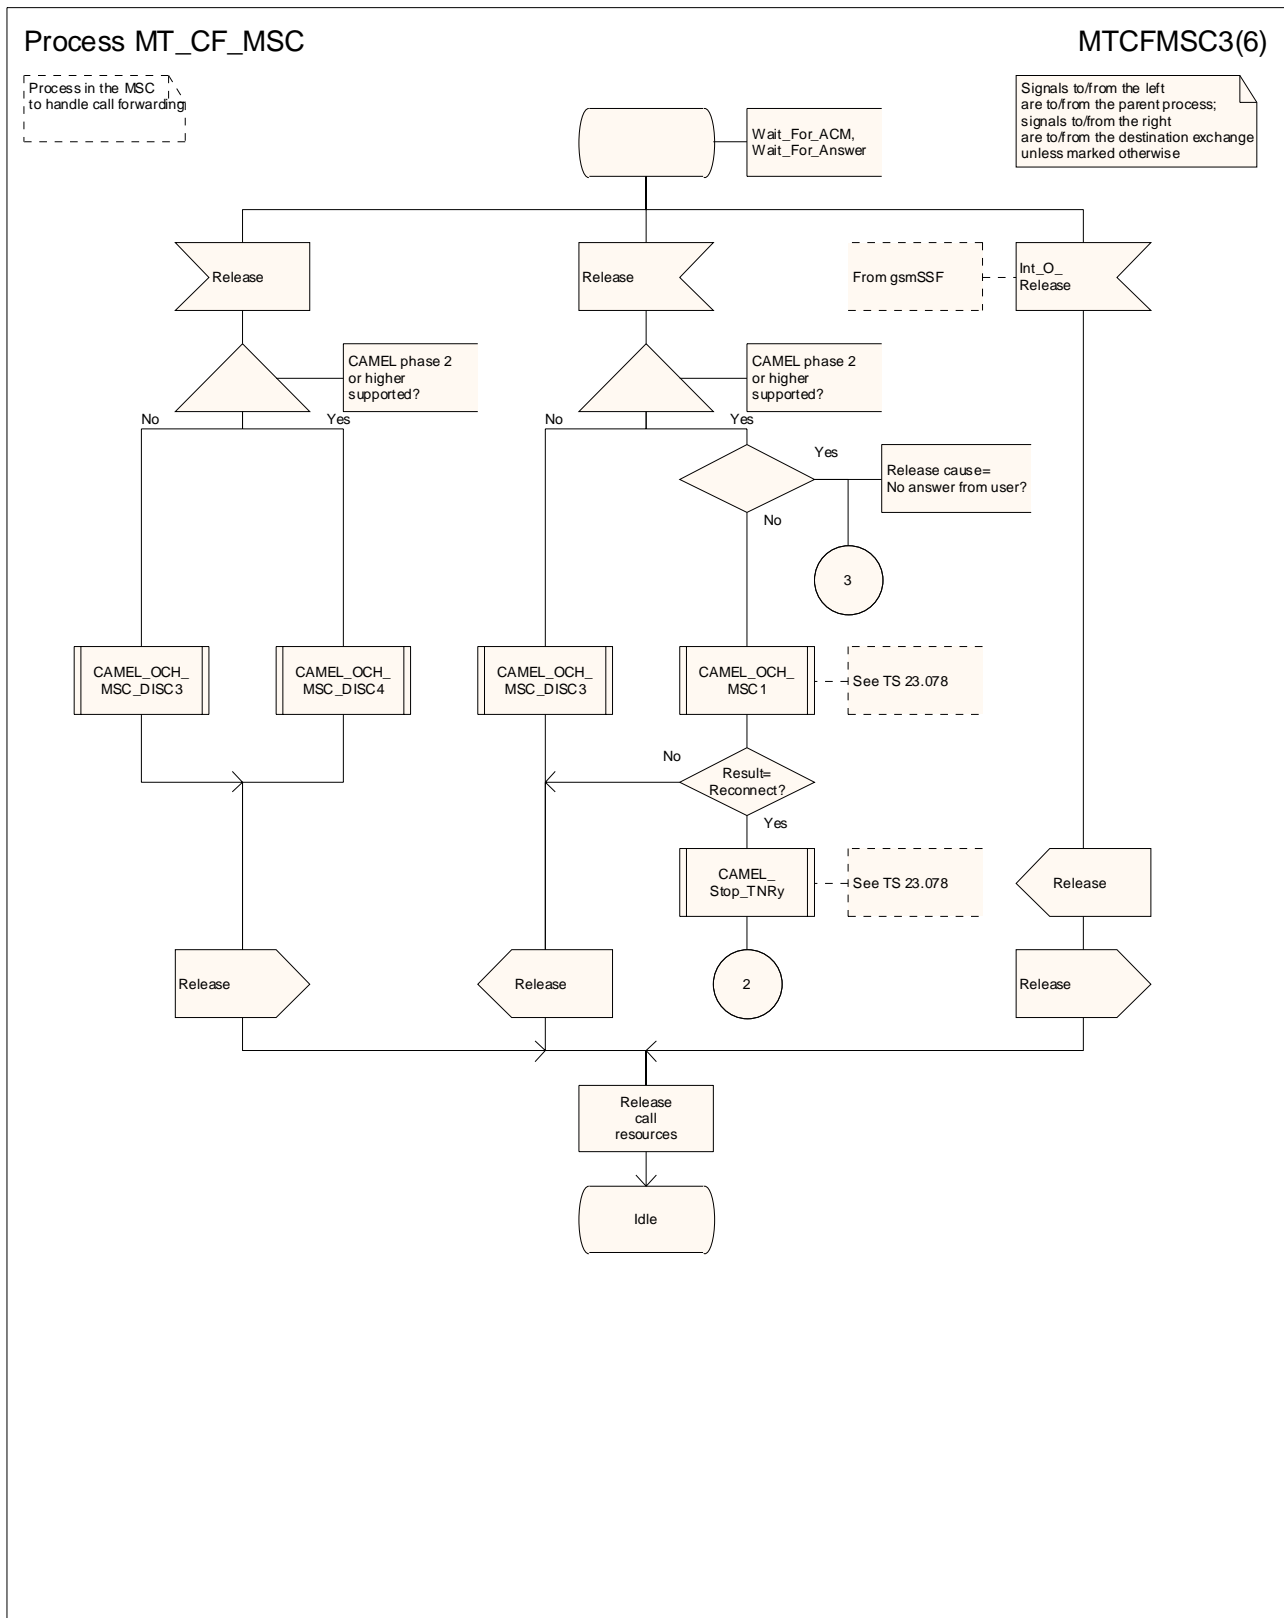 Process MT_CF_MSC
MTCFMSC3(6)
Process in the MSC
to handle call forwarding
Signals to/from the left
are to/from the parent process;
signals to/from the right
are to/from the destination exchange
unless marked otherwise
Wait_For_ACM,
Wait_For_Answer
Release
Release
From gsmSSF
Int_O_
Release
CAMEL phase 2
or higher
supported?
CAMEL phase 2
or higher
supported?
No
Yes
No
Yes
Yes
Release cause=
No answer from user?
No
3
CAMEL_OCH_
MSC_DISC3
CAMEL_OCH_
MSC_DISC4
CAMEL_OCH_
MSC_DISC3
CAMEL_OCH_
MSC1
See TS 23.078
No
Result=
Reconnect?
Yes
CAMEL_
Stop_TNRy
See TS 23.078
Release
Release
Release
2
Release
Release
call
resources
Idle